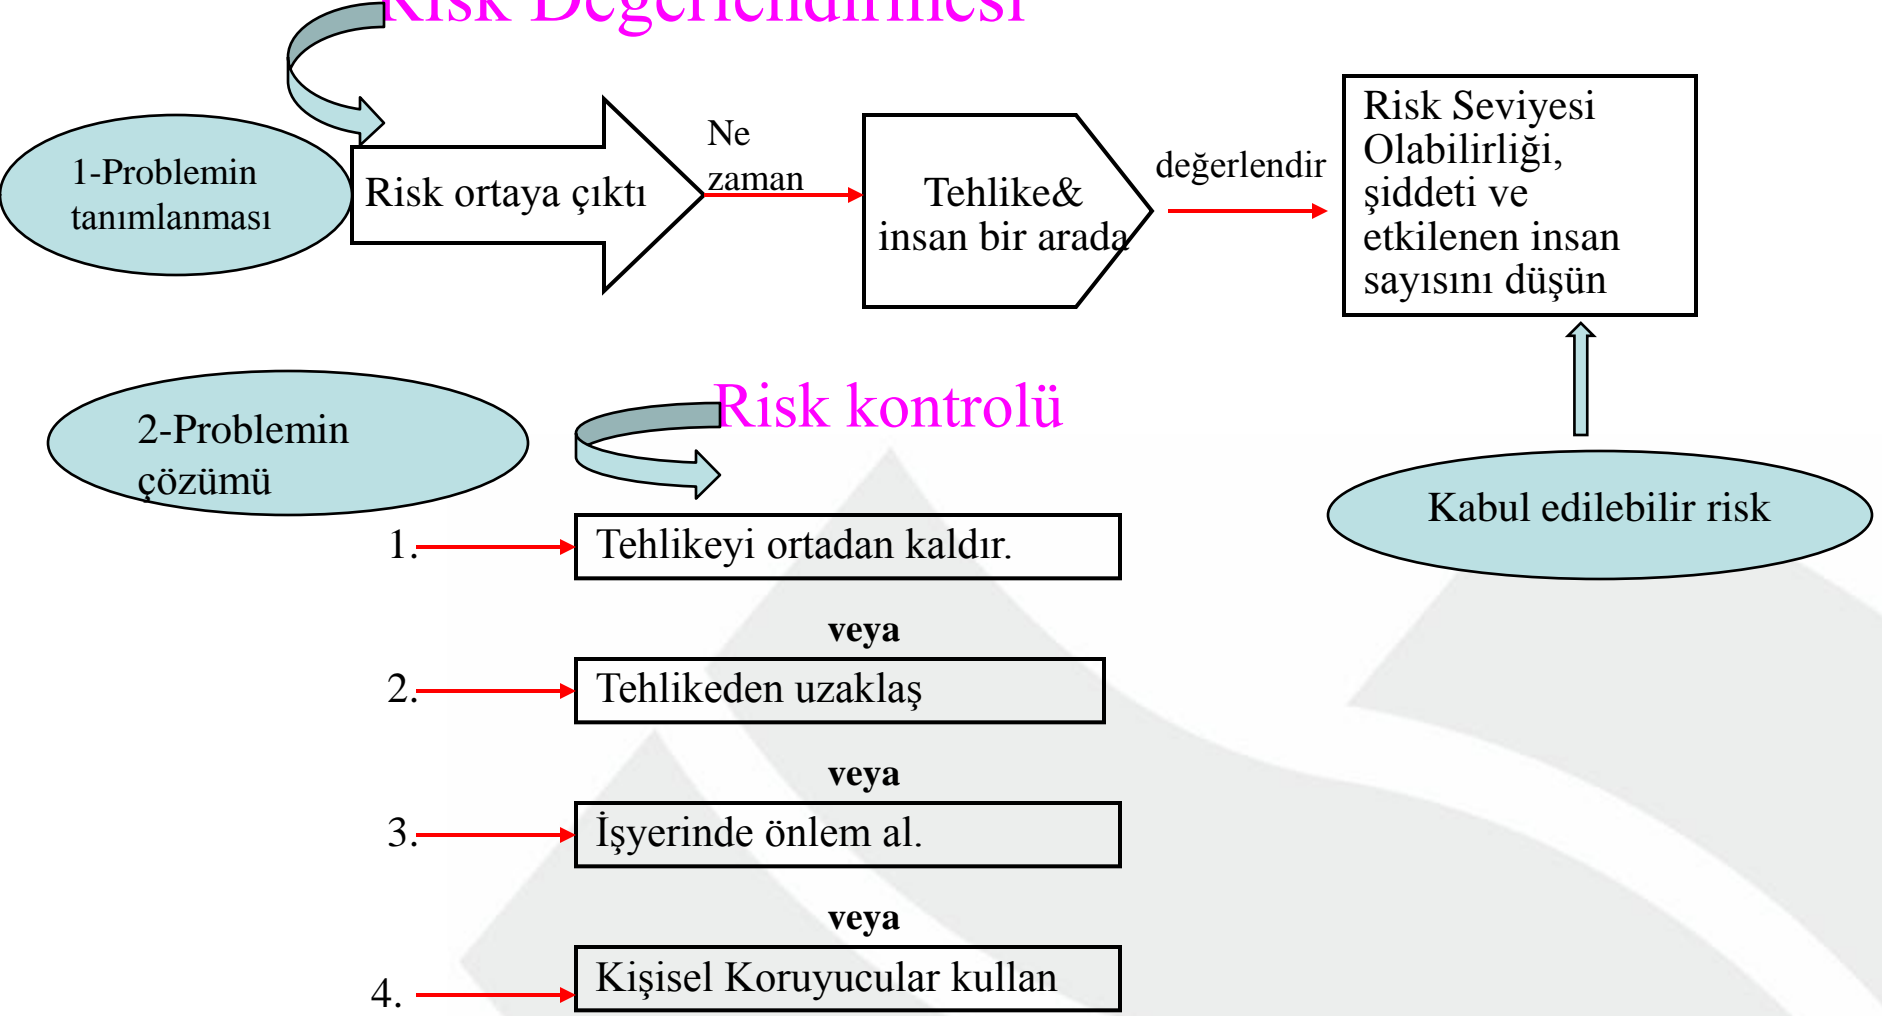 Risk Değerlendirmesi
1-Problemin
tanımlanması
Risk ortaya çıktı
Ne
zaman
Tehlike&
insan bir arada
değerlendir
Risk Seviyesi
Olabilirliği,
şiddeti ve
etkilenen insan
sayısını düşün
2-Problemin
çözümü
Risk kontrolü
Kabul edilebilir risk
1. Tehlikeyi ortadan kaldır.
veya
2. Tehlikeden uzaklaş
veya
3. İşyerinde önlem al.
veya
4. Kişisel Koruyucular kullan